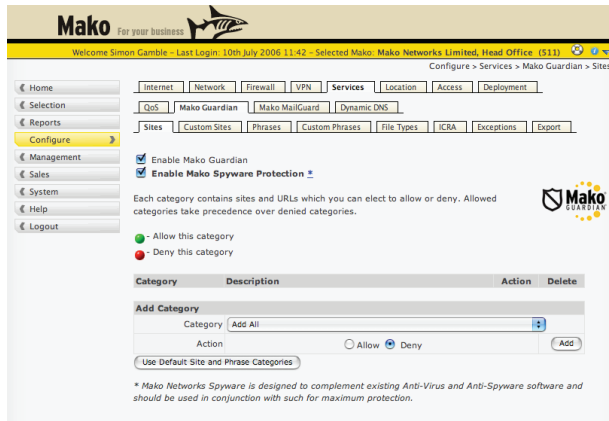 Mako For your business
Welcome Simon Gamble – Last Login: 10th July 2006 11:42 – Selected Mako: Mako Networks Limited, Head Office (511)
Configure > Services > Mako Guardian > Sites
Home
Selection
Reports
Configure
Management
Sales
System
Help
Logout
Internet Network Firewall VPN Services Location Access Deployment
QoS Mako Guardian Mako MailGuard Dynamic DNS
Sites Custom Sites Phrases Custom Phrases File Types ICRA Exceptions Export
Enable Mako Guardian
Enable Mako Spyware Protection *
Each category contains sites and URLs which you can elect to allow or deny. Allowed
categories take precedence over denied categories.
Mako
GUARDIAN
- Allow this category
- Deny this category
Category Description Action Delete
Add Category
Category Add All
Action Allow Deny Add
Use Default Site and Phrase Categories
* Mako Networks Spyware is designed to complement existing Anti-Virus and Anti-Spyware software and
should be used in conjunction with such for maximum protection.